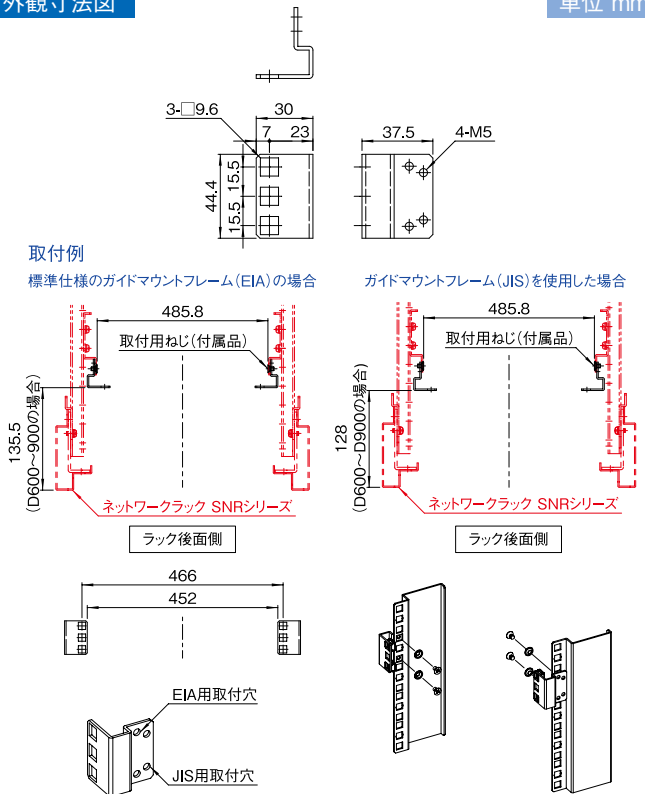 外観寸法図
単位 mm
3-□9.6
30
7
23
37.5
4-M5
44.4
15.5
15.5
取付例
標準仕様のガイドマウントフレーム(EIA)の場合
ガイドマウントフレーム(JIS)を使用した場合
485.8
取付用ねじ(付属品)
135.5
(D600～900の場合)
ネットワークラック SNRシリーズ
ラック後面側
485.8
取付用ねじ(付属品)
128
(D600～D900の場合)
ネットワークラック SNRシリーズ
ラック後面側
466
452
EIA用取付穴
JIS用取付穴